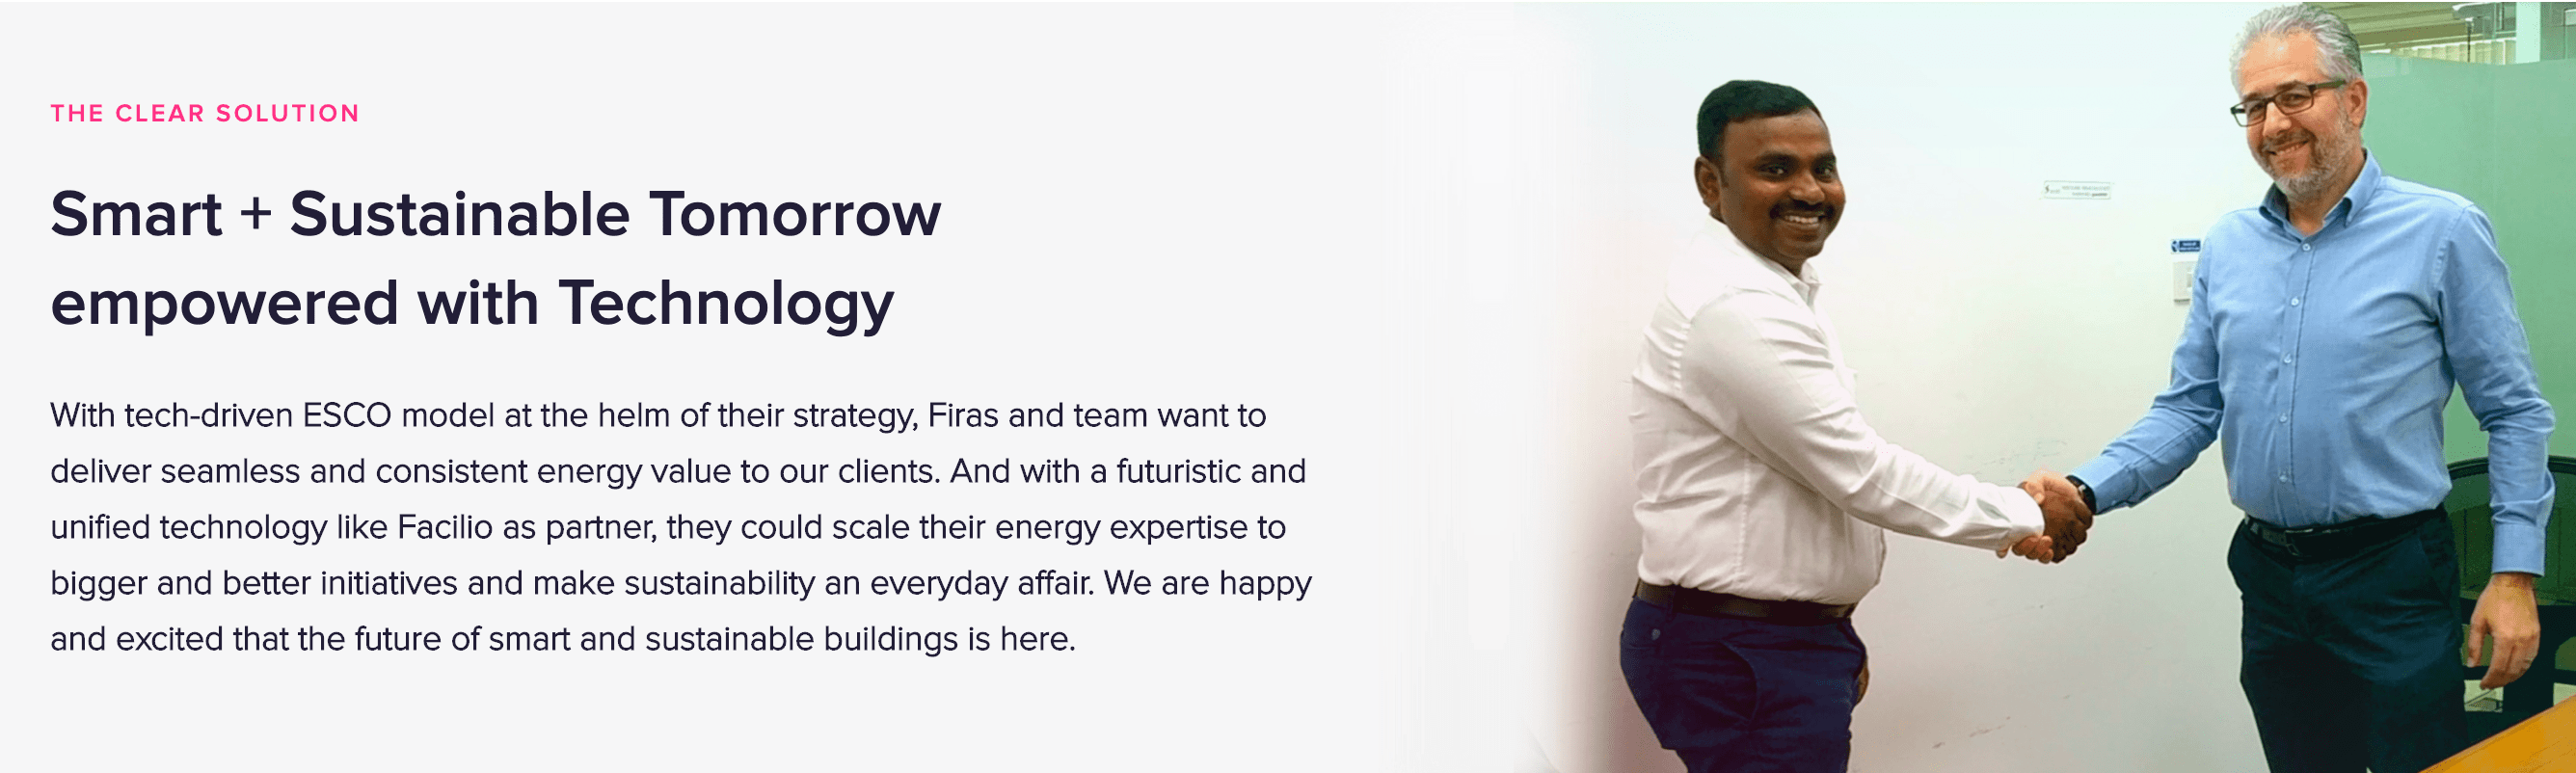 THE CLEAR SOLUTION
Smart + Sustainable Tomorrow
empowered with Technology
With tech-driven ESCO model at the helm of their strategy, Firas and team want to
deliver seamless and consistent energy value to our clients. And with a futuristic and
unified technology like Facilio as partner, they could scale their energy expertise to
bigger and better initiatives and make sustainability an everyday affair. We are happy
and excited that the future of smart and sustainable buildings is here.